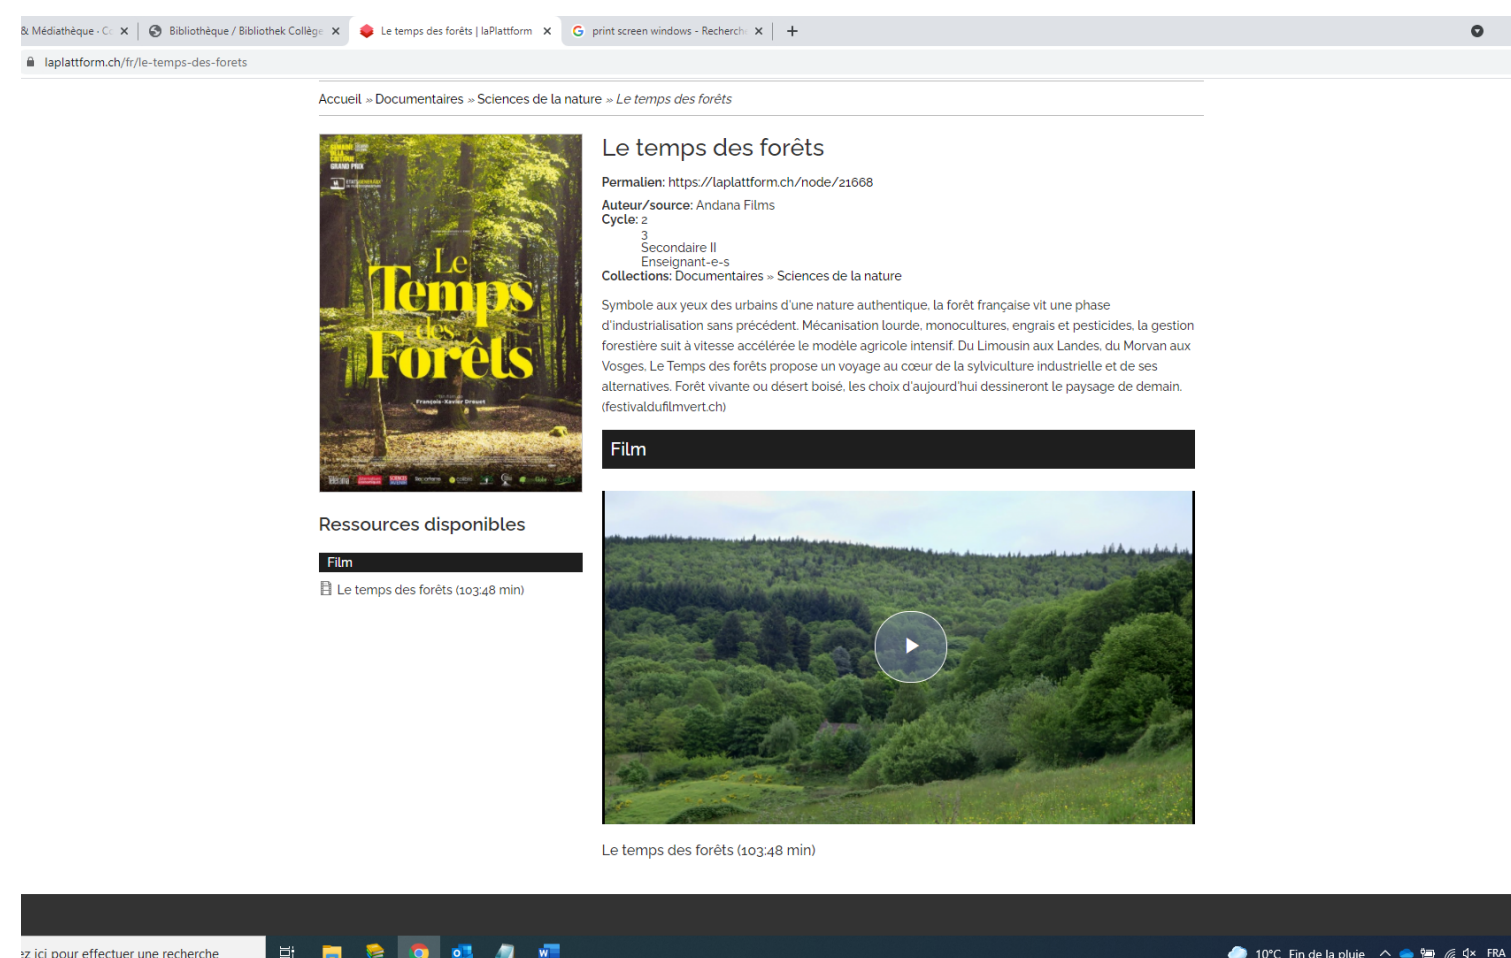 & Médiathèque - C
Bibliothèque / Bibliothek Collège
Le temps des forêts | laPlattform
print screen windows - Recherch
laplattform.ch/fr/le-temps-des-forets
Accueil » Documentaires » Sciences de la nature » Le temps des forêts
GRAND PRIX
Le
Temps
des
Forêts
François-Xavier Drouet
Le temps des forêts
Permalien: https://laplattform.ch/node/21668
Auteur/source: Andana Films
Cycle: 2
3
Secondaire II
Enseignant-e-s
Collections: Documentaires » Sciences de la nature
Symbole aux yeux des urbains d'une nature authentique, la forêt française vit une phase
d'industrialisation sans précédent. Mécanisation lourde, monocultures, engrais et pesticides, la gestion
forestière suit à vitesse accélérée le modèle agricole intensif. Du Limousin aux Landes, du Morvan aux
Vosges, Le Temps des forêts propose un voyage au cœur de la sylviculture industrielle et de ses
alternatives. Forêt vivante ou désert boisé, les choix d'aujourd'hui dessineront le paysage de demain.
(festivaldufilmvert.ch)
Film
Le temps des forêts (103:48 min)
Ressources disponibles
Film
Le temps des forêts (103:48 min)
ez ici pour effectuer une recherche
10°C Fin de la pluie
FRA